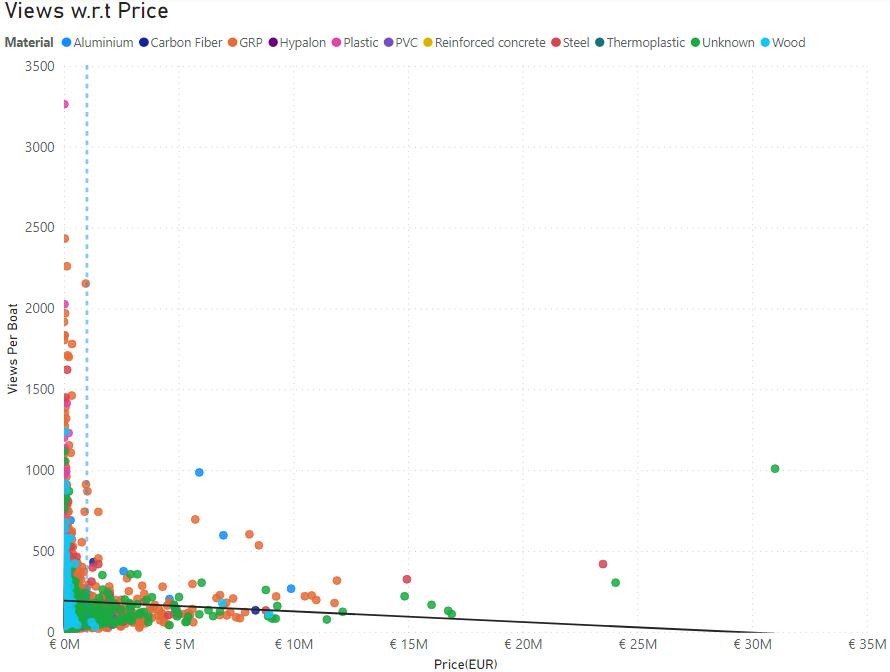 Views w.r.t Price
Material Aluminium Carbon Fiber GRP Hypalon Plastic PVC Reinforced concrete Steel Thermoplastic Unknown Wood
3500
3000
2500
2000
1500
1000
500
0
Views Per Boat
€ 0M € 5M € 10M € 15M € 20M € 25M € 30M € 35M
Price(EUR)